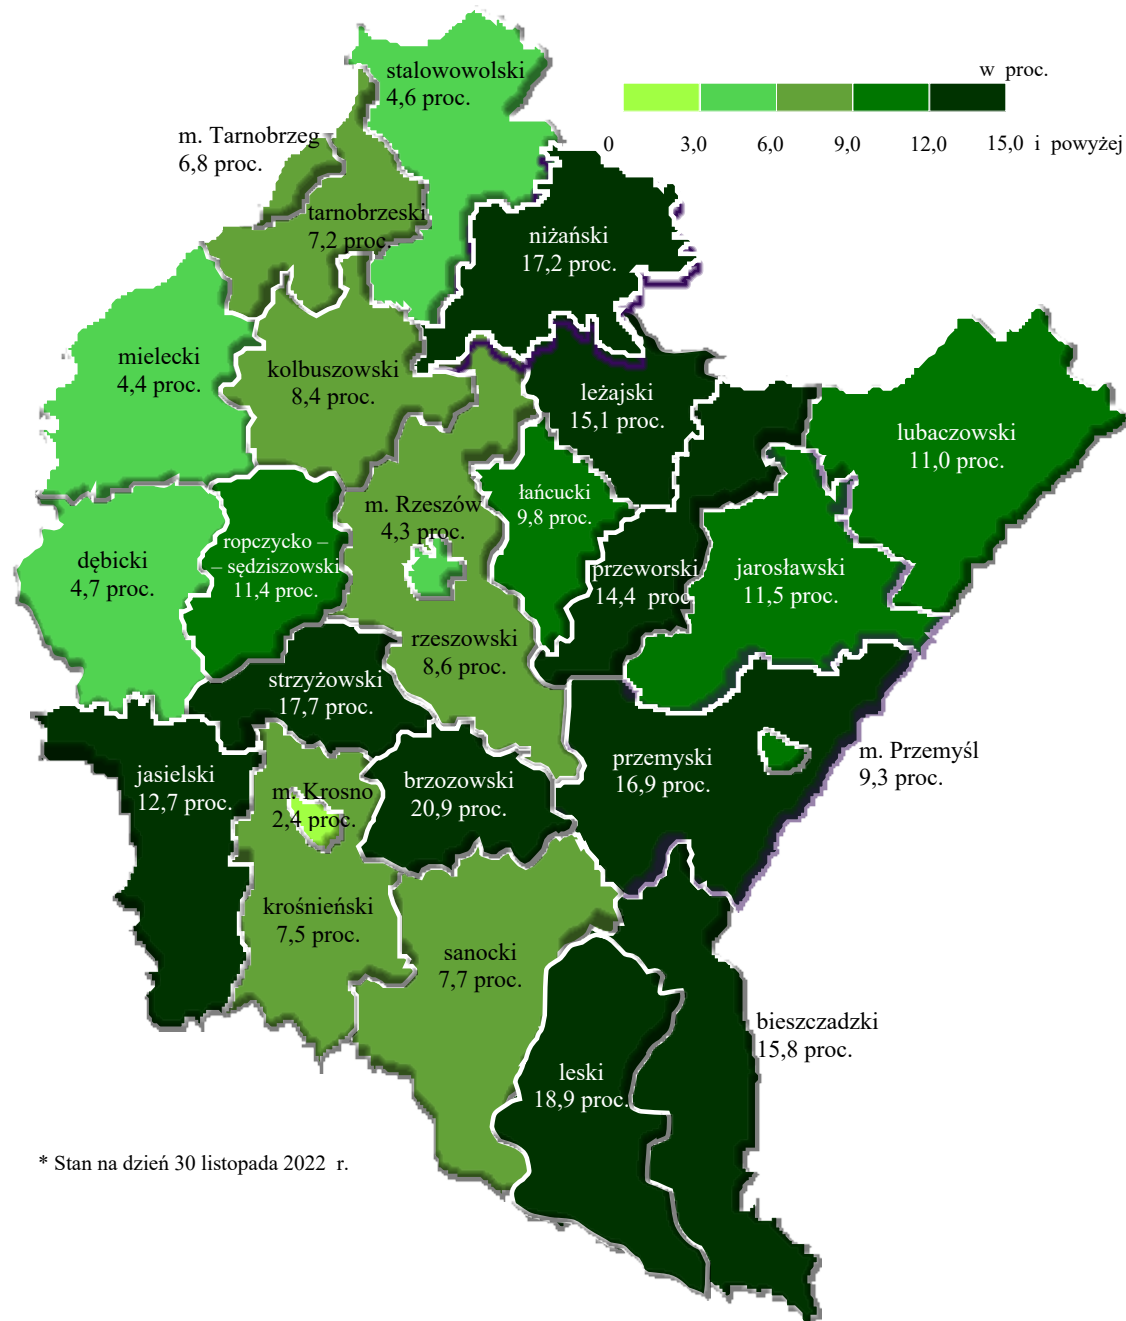 stalowowolski
4,6 proc.
w proc.
0 3,0 6,0 9,0 12,0 15,0 i powyżej
m. Tarnobrzeg
6,8 proc.
tarnobrzeski
7,2 proc.
niżański
17,2 proc.
mielecki
4,4 proc.
kolbuszowski
8,4 proc.
leżajski
15,1 proc.
lubaczowski
11,0 proc.
m. Rzeszów
4,3 proc.
łańcucki
9,8 proc.
dębicki
4,7 proc.
ropczycko –
– sędziszowski
11,4 proc.
przeworski
14,4 proc
jarosławski
11,5 proc.
rzeszowski
8,6 proc.
strzyżowski
17,7 proc.
jasielski
12,7 proc.
m. Krosno
2,4 proc.
brzozowski
20,9 proc.
przemyski
16,9 proc.
m. Przemyśl
9,3 proc.
krośnieński
7,5 proc.
sanocki
7,7 proc.
bieszczadzki
15,8 proc.
leski
18,9 proc.
* Stan na dzień 30 listopada 2022 r.